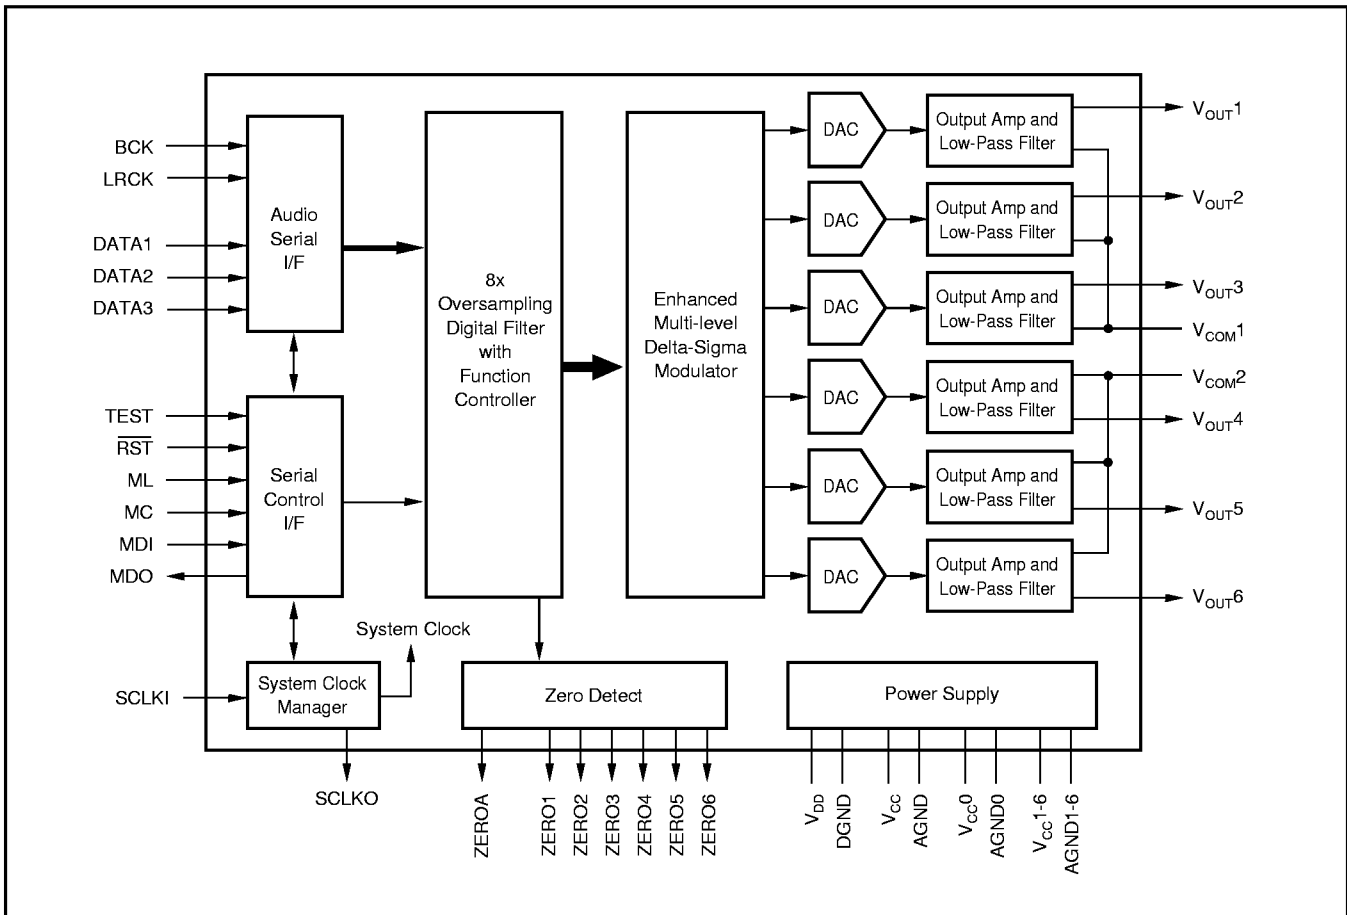 BCK
LRCK
DATA1
DATA2
DATA3
TEST
RST
ML
MC
MDI
MDO
SCLKI
Audio
Serial
I/F
Serial
Control
I/F
System Clock
Manager
System Clock
SCLKO
8x
Oversampling
Digital Filter
with
Function
Controller
Enhanced
Multi-level
Delta-Sigma
Modulator
DAC
Output Amp and
Low-Pass Filter
DAC
Output Amp and
Low-Pass Filter
DAC
Output Amp and
Low-Pass Filter
DAC
Output Amp and
Low-Pass Filter
DAC
Output Amp and
Low-Pass Filter
DAC
Output Amp and
Low-Pass Filter
VOUT1
VOUT2
VOUT3
VCOM1
VCOM2
VOUT4
VOUT5
VOUT6
Zero Detect
Power Supply
ZEROA
ZERO1
ZERO2
ZERO3
ZERO4
ZERO5
ZERO6
VDD
DGND
VCC
AGND
VCC0
AGND0
VCC1-6
AGND1-6